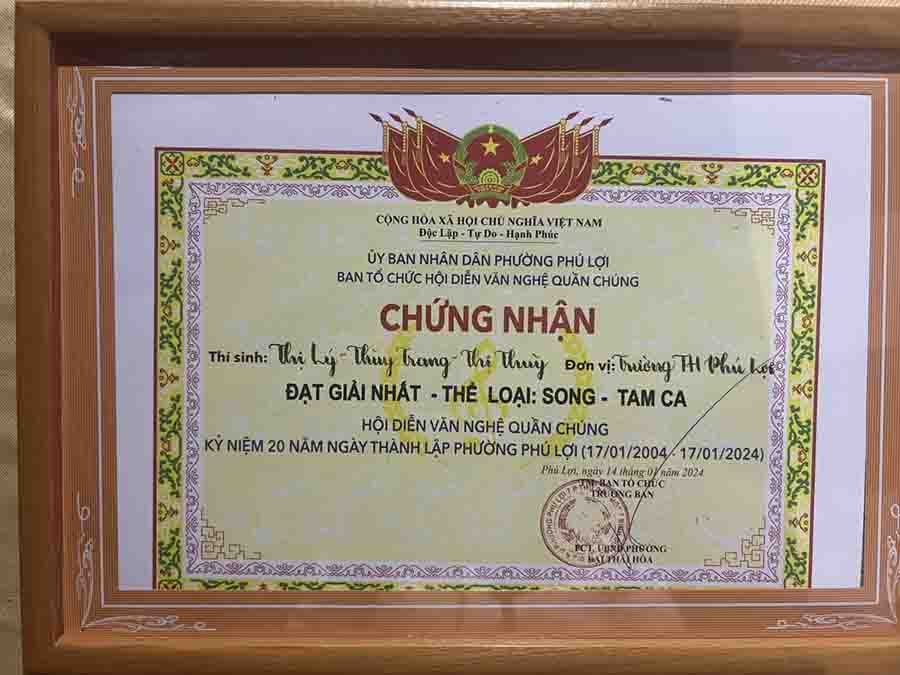 CỘNG HÒA XÃ HỘI CHỦ NGHĨA VIỆT NAM
Độc Lập - Tự Do - Hạnh Phúc
ỦY BAN NHÂN DÂN PHƯỜNG PHÚ LỢI
BAN TỔ CHỨC HỘI DIỄN VĂN NGHỆ QUẦN CHÚNG
CHỨNG NHẬN
Thí sinh: Thị Lý - Thùy Trang - Thi Thuỳ Đơn vị: Trường TH Phú Lợi
ĐẠT GIẢI NHẤT - THỂ LOẠI: SONG - TAM CA
HỘI DIỄN VĂN NGHỆ QUẦN CHÚNG
KỶ NIỆM 20 NĂM NGÀY THÀNH LẬP PHƯỜNG PHÚ LỢI (17/01/2004 - 17/01/2024)
Phú Lợi, ngày 14 tháng 01 năm 2024
TM. BAN TỔ CHỨC
TRƯỞNG BAN
PCT. UBND PHƯỜNG